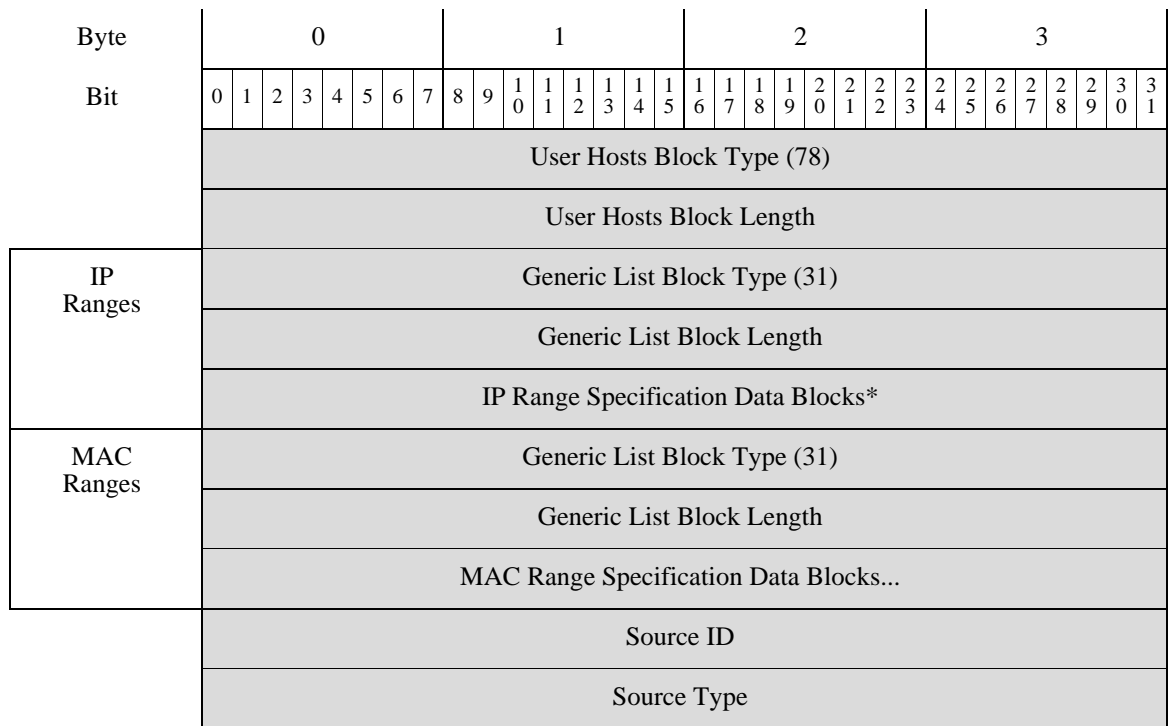 Byte 0 1 2 3
Bit 0 1 2 3 4 5 6 7 8 9 10 11 12 13 14 15 16 17 18 19 20 21 22 23 24 25 26 27 28 29 30 31
User Hosts Block Type (78)
User Hosts Block Length
IP
Ranges
Generic List Block Type (31)
Generic List Block Length
IP Range Specification Data Blocks*
MAC
Ranges
Generic List Block Type (31)
Generic List Block Length
MAC Range Specification Data Blocks...
Source ID
Source Type